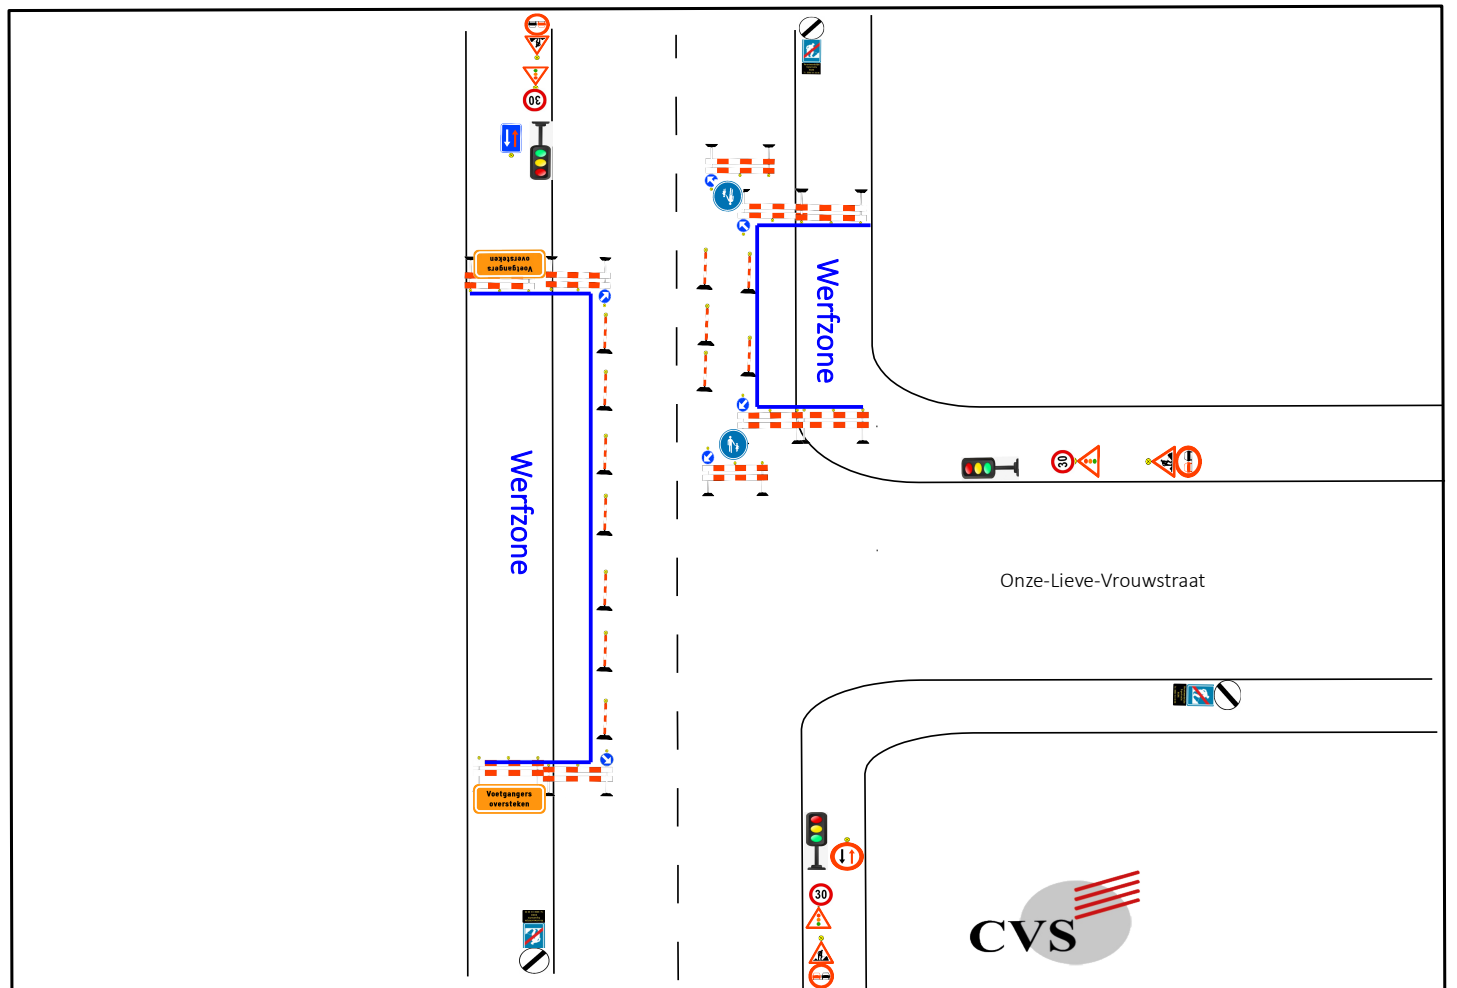 30
Voetgangers
oversteken
Werfzone
Werfzone
30
Onze-Lieve-Vrouwstraat
Voetgangers
oversteken
30
CVS